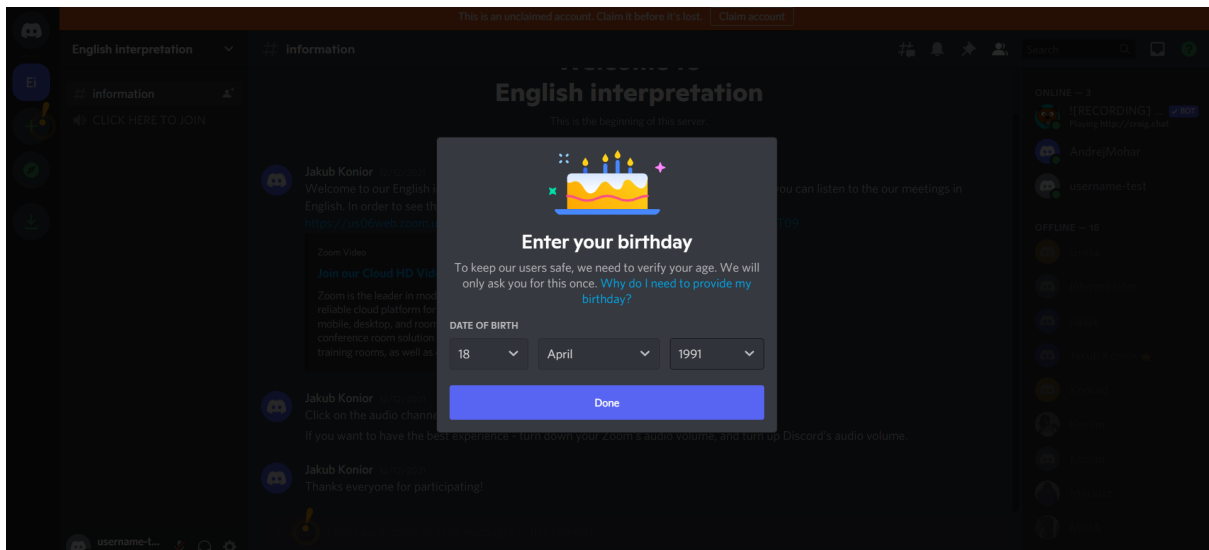 This is an unclaimed account. Claim it before it's lost. Claim account
English interpretation
# information
Search
Ei
# information
CLICK HERE TO JOIN
English interpretation
This is the beginning of this server.
Jakub Konior
Welcome to our English
you can listen to the our meetings in
English. In order to see th
Zoom Video
Join our Cloud HD Vid
Zoom is the leader in mod
reliable cloud platform for
mobile, desktop, and room
conference room solution
training rooms, as well as
Jakub Konior
Click on the audio channe
If you want to have the best experience - turn down your Zoom's audio volume, and turn up Discord's audio volume.
Jakub Konior
Thanks everyone for participating!
Enter your birthday
To keep our users safe, we need to verify your age. We will
only ask you for this once. Why do I need to provide my
birthday?
DATE OF BIRTH
18 April 1991
Done
ONLINE — 3
![RECORDING]... BOT
Playing http://craig.chat
AndrejMohar
username-test
OFFLINE — 18
username-t...